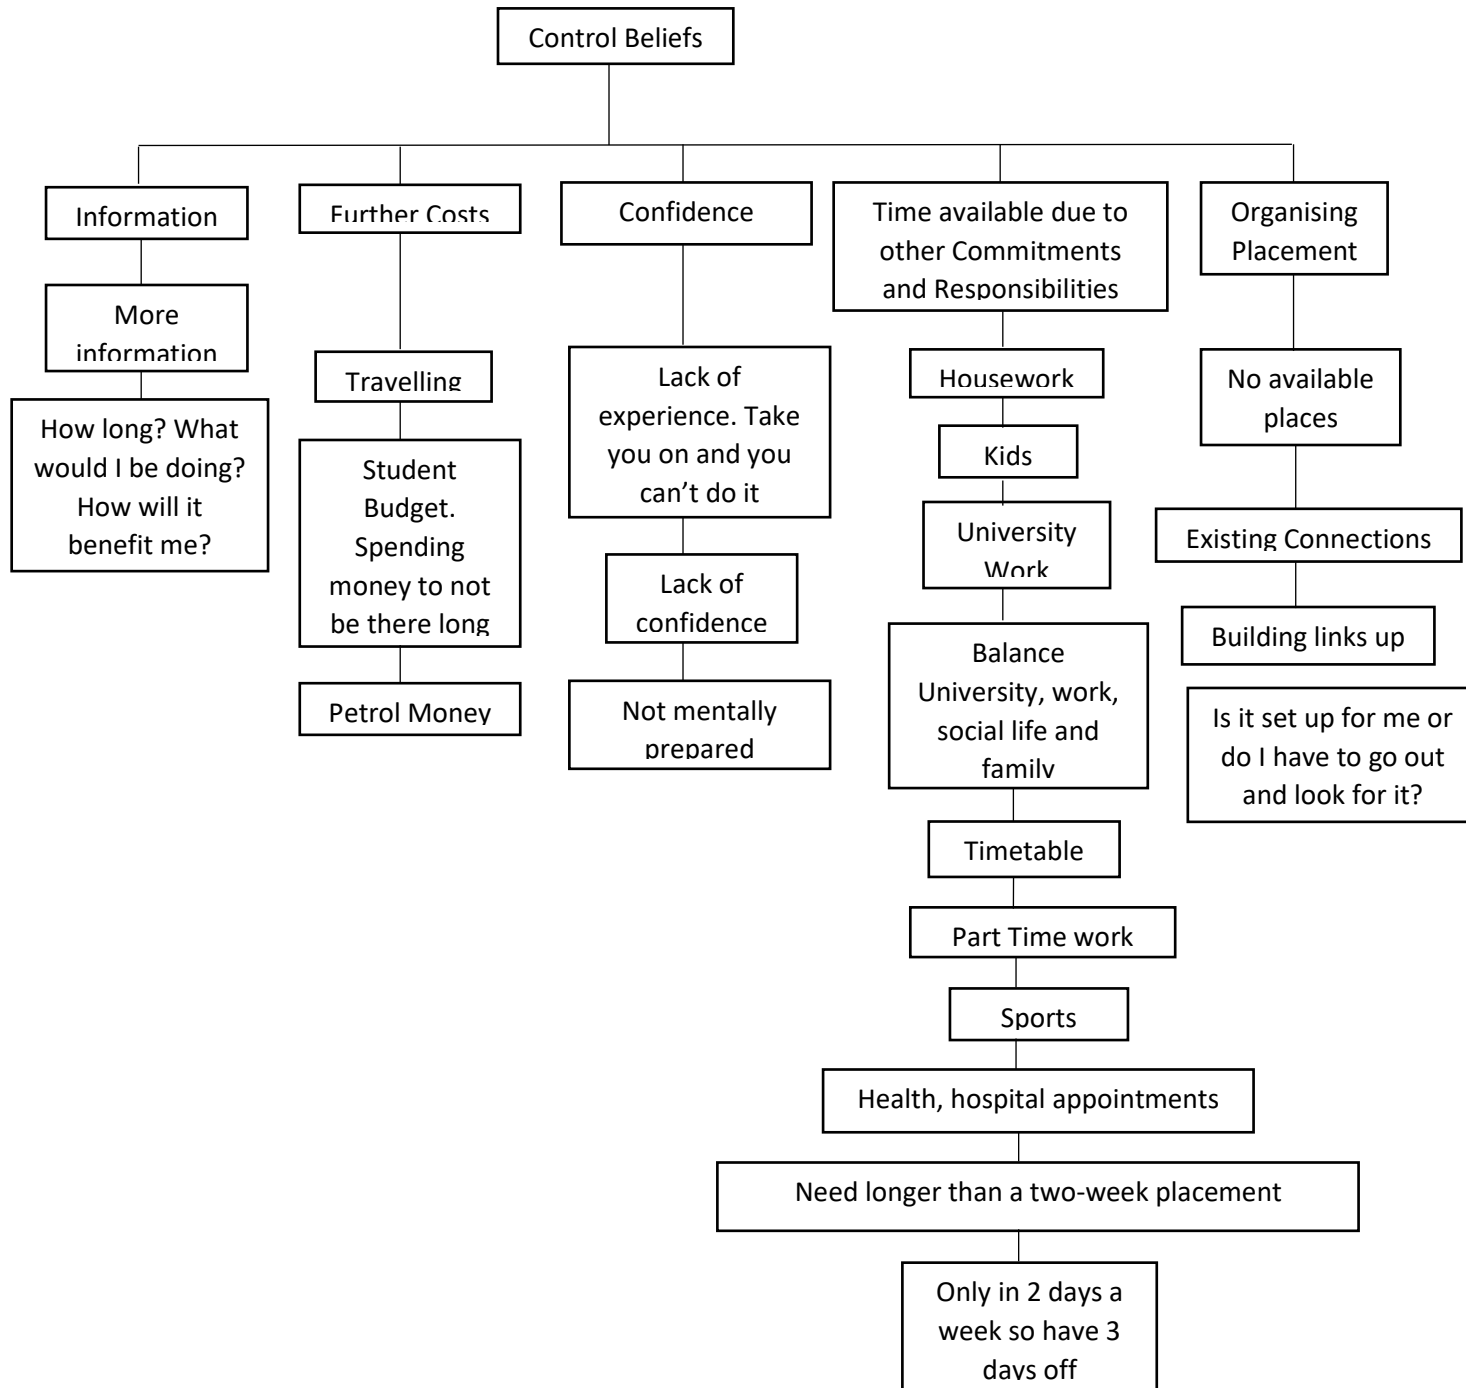 Control Beliefs
Information
More
information
How long? What
would I be doing?
How will it
benefit me?
Further Costs
Travelling
Student
Budget.
Spending
money to not
be there long
Petrol Money
Confidence
Lack of
experience. Take
you on and you
can’t do it
Lack of
confidence
Not mentally
prepared
Time available due to
other Commitments
and Responsibilities
Housework
Kids
University
Work
Balance
University, work,
social life and
family
Timetable
Part Time work
Sports
Health, hospital appointments
Need longer than a two-week placement
Only in 2 days a
week so have 3
days off
Organising
Placement
No available
places
Existing Connections
Building links up
Is it set up for me or
do I have to go out
and look for it?